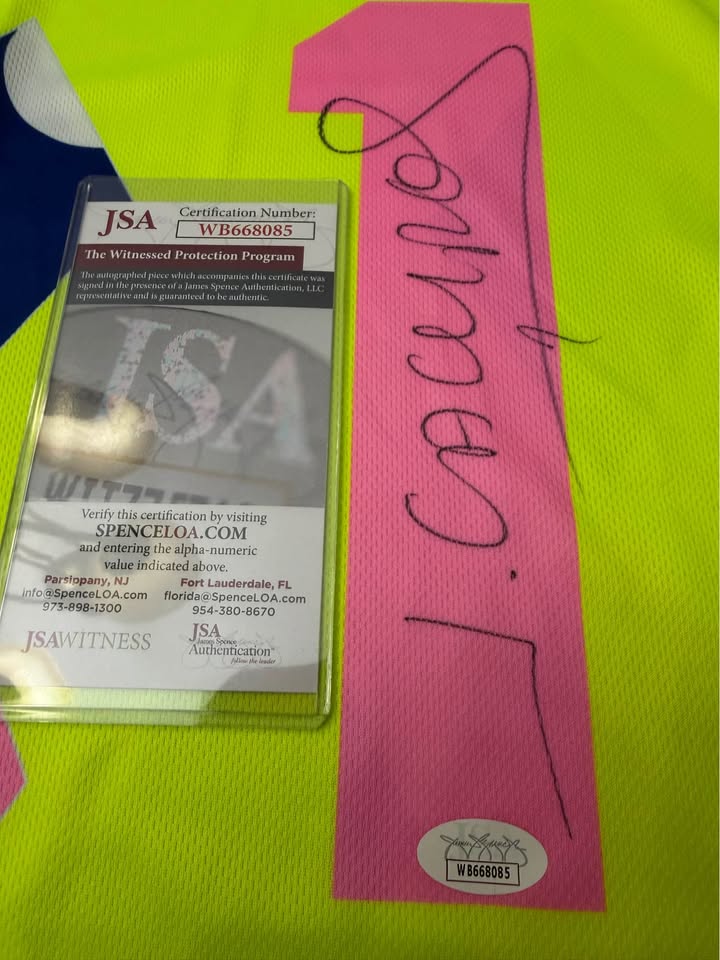 JSA
Certification Number:
WB668085
The Witnessed Protection Program
The autographed piece which accompanies this certificate was
signed in the presence of a James Spence Authentication, LLC
representative and is guaranteed to be authentic.
JSA
Verify this certification by visiting
SPENCELOA.COM
and entering the alpha-numeric
value indicated above.
Parsippany, NJ
info@SpenceLOA.com
973-898-1300
Fort Lauderdale, FL
florida@SpenceLOA.com
954-380-8670
JSAWITNESS
JSA
James Spence
Authentication™
follow the leader
1
WB668085